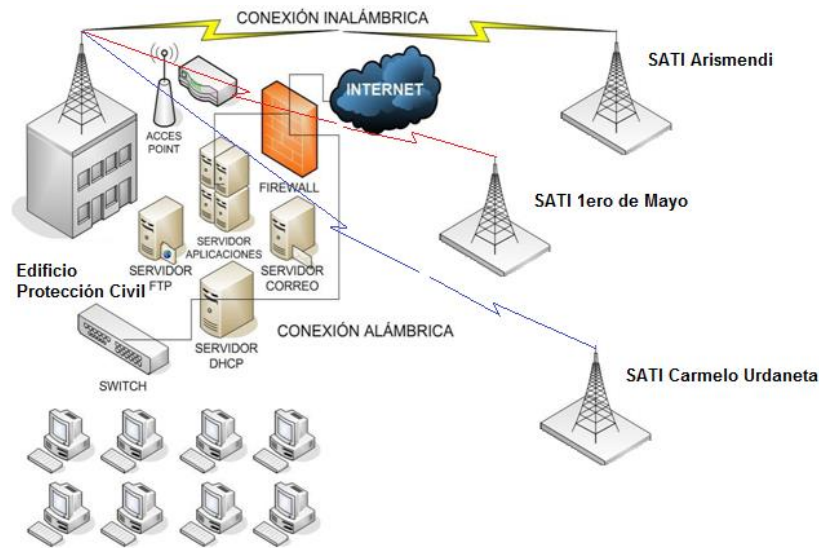 CONEXIÓN INALÁMBRICA
SATI Arismendi
INTERNET
ACCES
POINT
FIREWALL
SATI 1ero de Mayo
SERVIDOR
APLICACIONES
SERVIDOR
FTP
SERVIDOR
CORREO
Edificio
Protección Civil
CONEXIÓN ALÁMBRICA
SERVIDOR
DHCP
SWITCH
SATI Carmelo Urdaneta